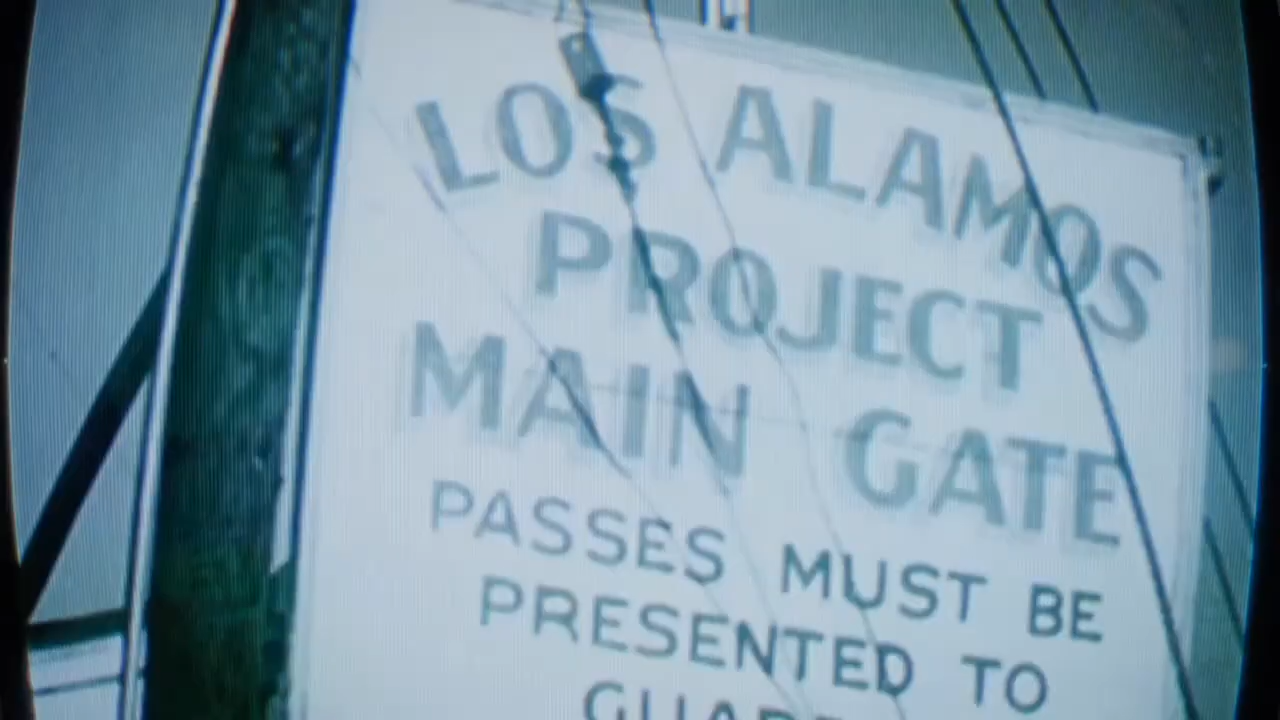 LOS ALAMOS
PROJECT
MAIN GATE
PASSES MUST BE
PRESENTED TO